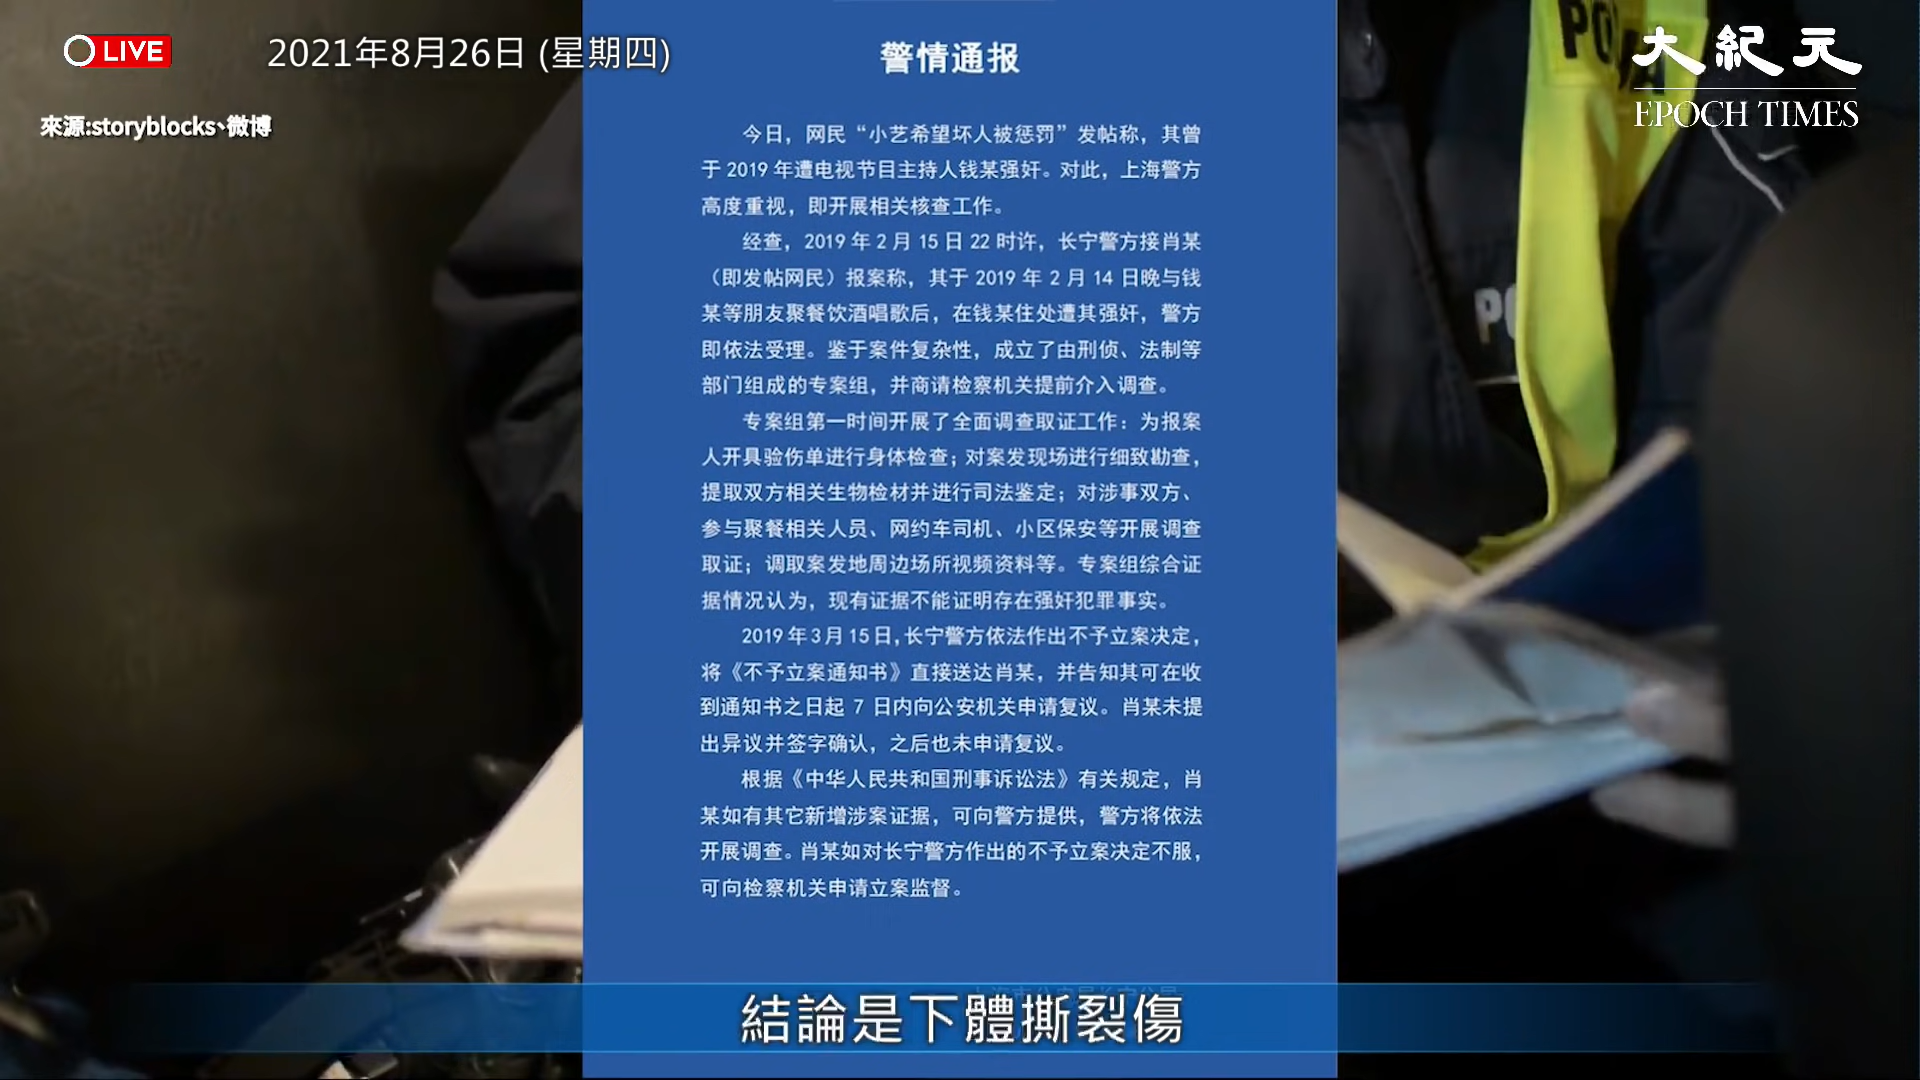 LIVE
2021年8月26日 (星期四)
來源:storyblocks、微博
大紀元
EPOCH TIMES
PO
PO
警情通报
今日，网民“小艺希望坏人被惩罚”发帖称，其曾
于 2019 年遭电视节目主持人钱某强奸。对此，上海警方
高度重视，即开展相关核查工作。
经查，2019 年 2 月 15 日 22 时许，长宁警方接肖某
（即发帖网民）报案称，其于 2019 年 2 月 14 日晚与钱
某等朋友聚餐饮酒唱歌后，在钱某住处遭其强奸，警方
即依法受理。鉴于案件复杂性，成立了由刑侦、法制等
部门组成的专案组，并商请检察机关提前介入调查。
专案组第一时间开展了全面调查取证工作：为报案
人开具验伤单进行身体检查；对案发现场进行细致勘查，
提取双方相关生物检材并进行司法鉴定；对涉事双方、
参与聚餐相关人员、网约车司机、小区保安等开展调查
取证；调取案发地周边场所视频资料等。专案组综合证
据情况认为，现有证据不能证明存在强奸犯罪事实。
2019 年 3 月 15 日，长宁警方依法作出不予立案决定，
将《不予立案通知书》直接送达肖某，并告知其可在收
到通知书之日起 7 日内向公安机关申请复议。肖某未提
出异议并签字确认，之后也未申请复议。
根据《中华人民共和国刑事诉讼法》有关规定，肖
某如有其它新增涉案证据，可向警方提供，警方将依法
开展调查。肖某如对长宁警方作出的不予立案决定不服，
可向检察机关申请立案监督。
結論是下體撕裂傷